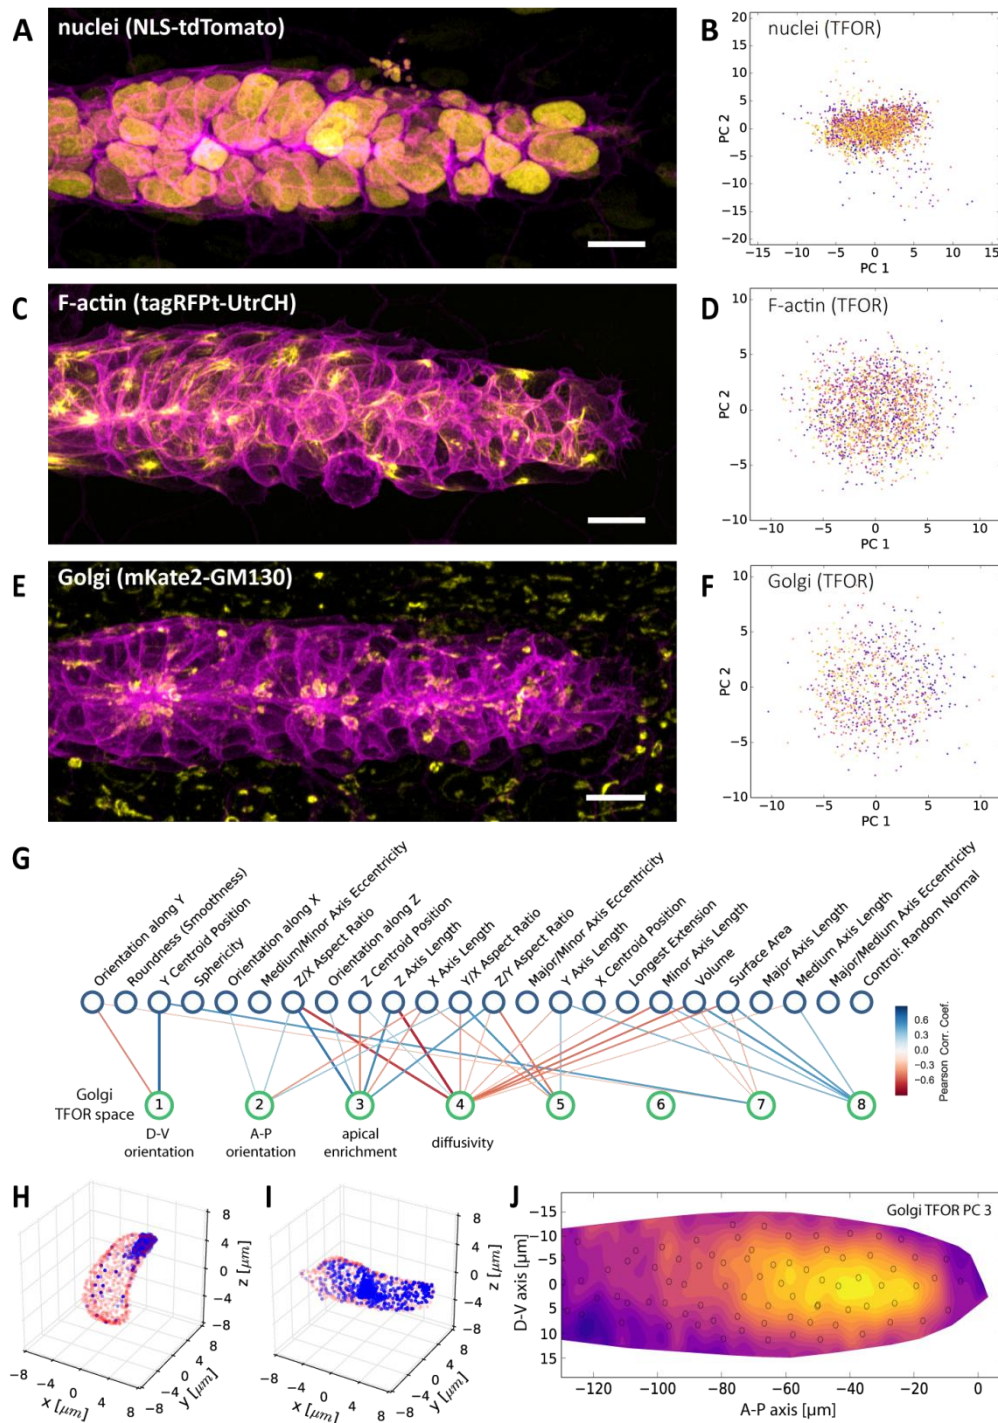 A
nuclei (NLS-tdTomato)
B
nuclei (TFOR)
20
15
10
5
0
−5
−10
−15
−20
PC 2
−15 −10 −5 0 5 10 15
PC 1
C
F-actin (tagRFPt-UtrCH)
D
F-actin (TFOR)
10
5
0
−5
−10
PC 2
−10 −5 0 5 10
PC 1
E
Golgi (mKate2-GM130)
F
Golgi (TFOR)
10
5
0
−5
−10
PC 2
−10 −5 0 5 10
PC 1
G
Orientation along Y
Roundness (Smoothness)
Y Centroid Position
Sphericity
Orientation along X
Medium/Minor Axis Eccentricity
Z/X Aspect Ratio
Orientation along Z
Z Centroid Position
Z Axis Length
X Axis Length
Y/X Aspect Ratio
Z/Y Aspect Ratio
Major/Minor Axis Eccentricity
Y Axis Length
X Centroid Position
Longest Extension
Minor Axis Length
Volume
Surface Area
Major Axis Length
Medium Axis Length
Major/Medium Axis Eccentricity
Control: Random Normal
0.6
0.3
0.0
−0.3
−0.6
Pearson Corr. Coef.
Golgi
TFOR space
1 2 3 4 5 6 7 8
D-V
orientation
A-P
orientation
apical
enrichment
diffusivity
H
8
4
0
−4
−8
z [μm]
−8 −4 0 4 8
x [μm]
−8 −4 0 4 8
y [μm]
I
8
4
0
−4
−8
z [μm]
−8 −4 0 4 8
x [μm]
−8 −4 0 4 8
y [μm]
J
Golgi TFOR PC 3
−15
−10
−5
0
5
10
15
D-V axis [μm]
−120 −100 −80 −60 −40 −20 0
A-P axis [μm]